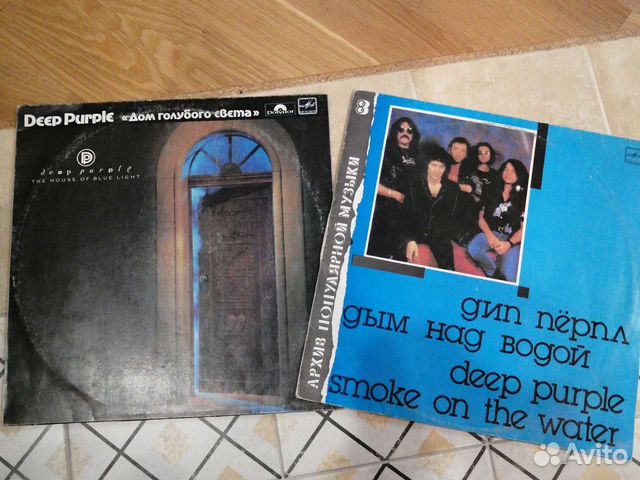 Deep Purple «Дом голубого света»
Polydor
deep purple
THE HOUSE OF BLUE LIGHT
3
АРХИВ ПОПУЛЯРНОЙ МУЗЫКИ
дип пёрпл
дым над водой
deep purple
smoke on the water
Avito